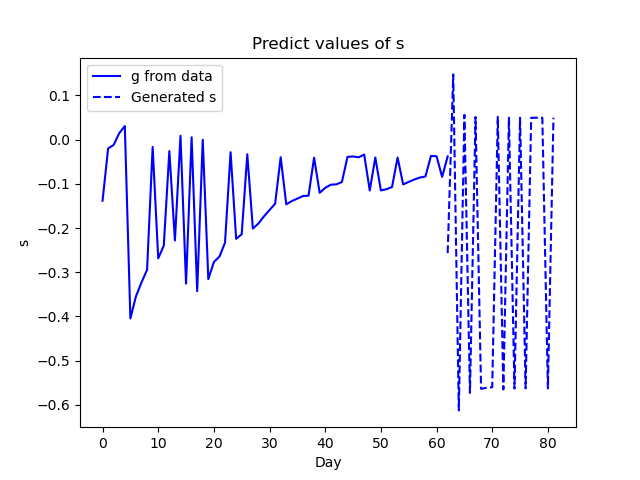 Predict values of s
g from data
Generated s
0.1
0.0
−0.1
−0.2
−0.3
−0.4
−0.5
−0.6
s
0 10 20 30 40 50 60 70 80
Day